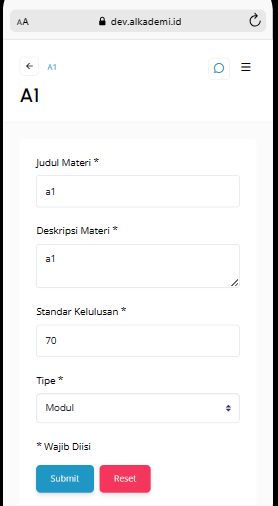 AA
dev.alkademi.id
A1
A1
Judul Materi *
a1
Deskripsi Materi *
a1
Standar Kelulusan *
70
Tipe *
Modul
* Wajib Diisi
Submit Reset